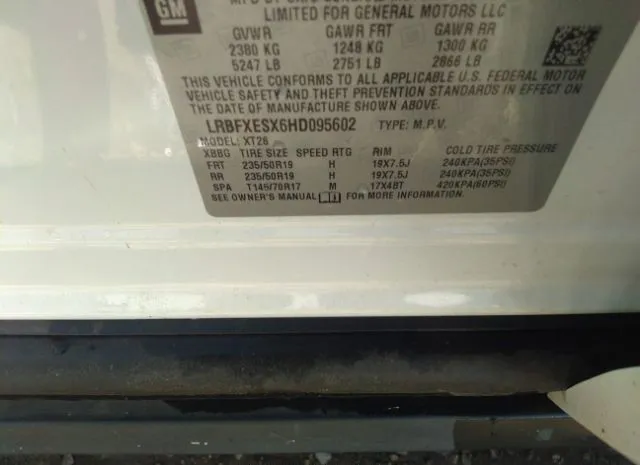 GM
LIMITED FOR GENERAL MOTORS LLC
GVWR GAWR FRT GAWR RR
2380 KG 1248 KG 1300 KG
5247 LB 2751 LB 2866 LB
THIS VEHICLE CONFORMS TO ALL APPLICABLE U.S. FEDERAL MOTOR
VEHICLE SAFETY AND THEFT PREVENTION STANDARDS IN EFFECT
ON THE DATE OF MANUFACTURE SHOWN ABOVE.
LRBFXESX6HD095602 TYPE: M.P.V.
MODEL: XT26
XBBG TIRE SIZE SPEED RTG RIM COLD TIRE PRESSURE
FRT 235/50R19 H 19X7.5J 240KPA(35PSI)
RR 235/50R19 H 19X7.5J 240KPA(35PSI)
SPA T145/70R17 M 17X4BT 420KPA(60PSI)
SEE OWNER'S MANUAL FOR MORE INFORMATION.